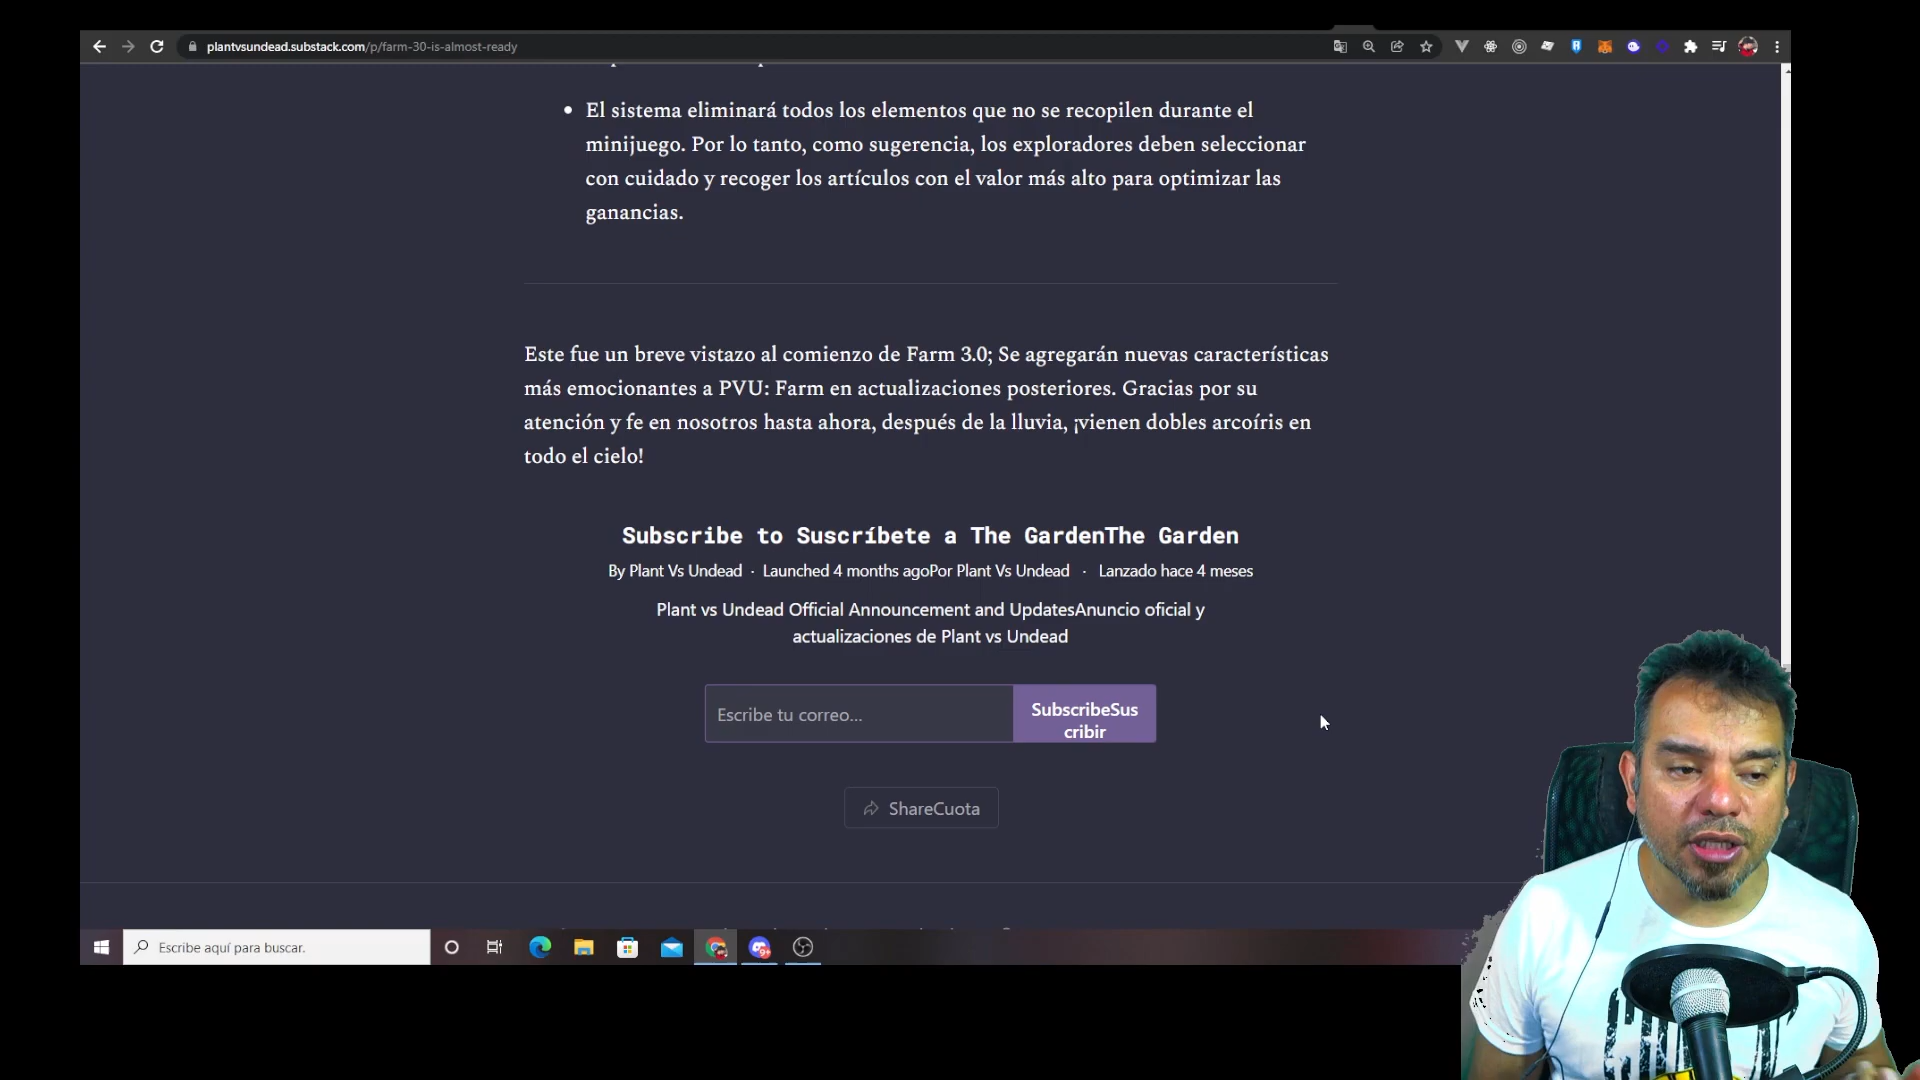 plantvsundead.substack.com/p/farm-30-is-almost-ready
El sistema eliminará todos los elementos que no se recopilen durante el
minijuego. Por lo tanto, como sugerencia, los exploradores deben seleccionar
con cuidado y recoger los artículos con el valor más alto para optimizar las
ganancias.
Este fue un breve vistazo al comienzo de Farm 3.0; Se agregarán nuevas características
más emocionantes a PVU: Farm en actualizaciones posteriores. Gracias por su
atención y fe en nosotros hasta ahora, después de la lluvia, ¡vienen dobles arcoíris en
todo el cielo!
Subscribe to Suscríbete a The GardenThe Garden
By Plant Vs Undead · Launched 4 months agoPor Plant Vs Undead · Lanzado hace 4 meses
Plant vs Undead Official Announcement and UpdatesAnuncio oficial y
actualizaciones de Plant vs Undead
Escribe tu correo...
SubscribeSus
cribir
ShareCuota
Escribe aquí para buscar.